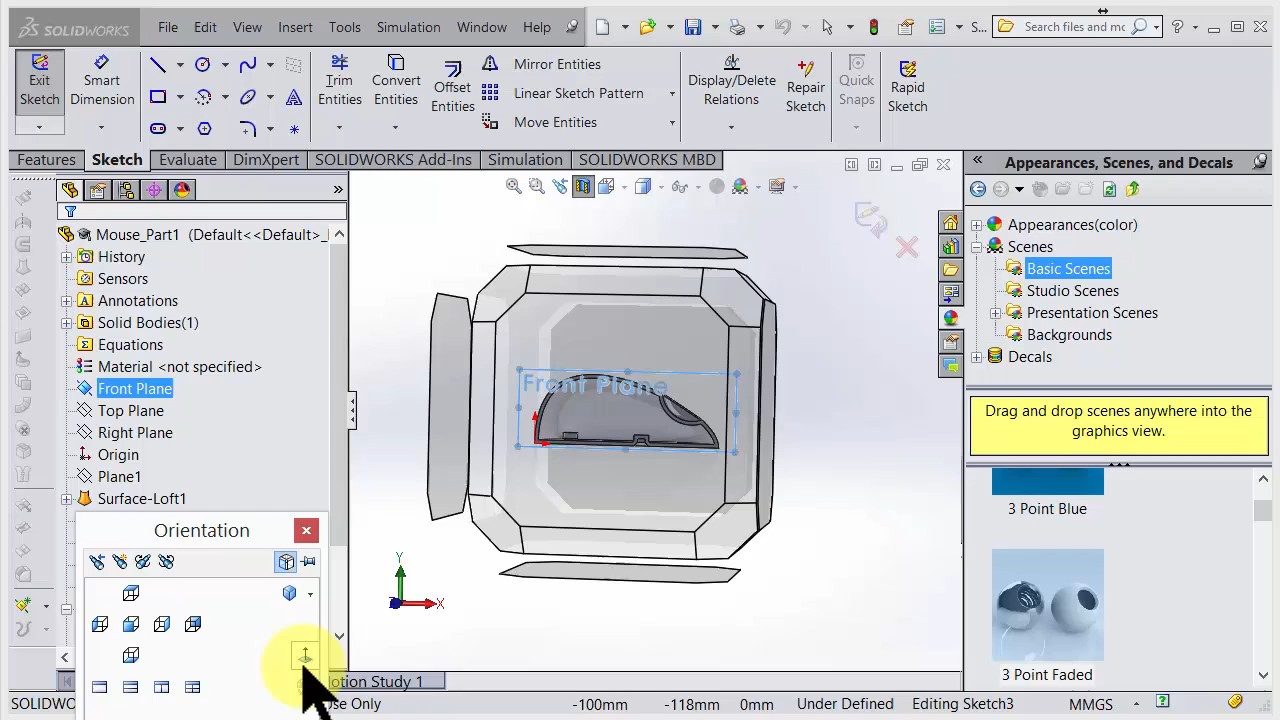 SOLIDWORKS File Edit View Insert Tools Simulation Window Help S... Search files and mo
Exit Sketch
Smart Dimension
Trim Entities
Convert Entities
Offset Entities
Mirror Entities
Linear Sketch Pattern
Move Entities
Display/Delete Relations
Repair Sketch
Quick Snaps
Rapid Sketch
Features Sketch Evaluate DimXpert SOLIDWORKS Add-Ins Simulation SOLIDWORKS MBD
Appearances, Scenes, and Decals
Mouse_Part1 (Default<<Default>_
History
Sensors
Annotations
Solid Bodies(1)
Equations
Material <not specified>
Front Plane
Top Plane
Right Plane
Origin
Plane1
Surface-Loft1
Orientation
Front Plane
Y
X
Appearances(color)
Scenes
Basic Scenes
Studio Scenes
Presentation Scenes
Backgrounds
Decals
Drag and drop scenes anywhere into the
graphics view.
3 Point Blue
3 Point Faded
otion Study 1
SOLIDWO
Use Only -100mm -118mm 0mm Under Defined Editing Sketch3 MMGS